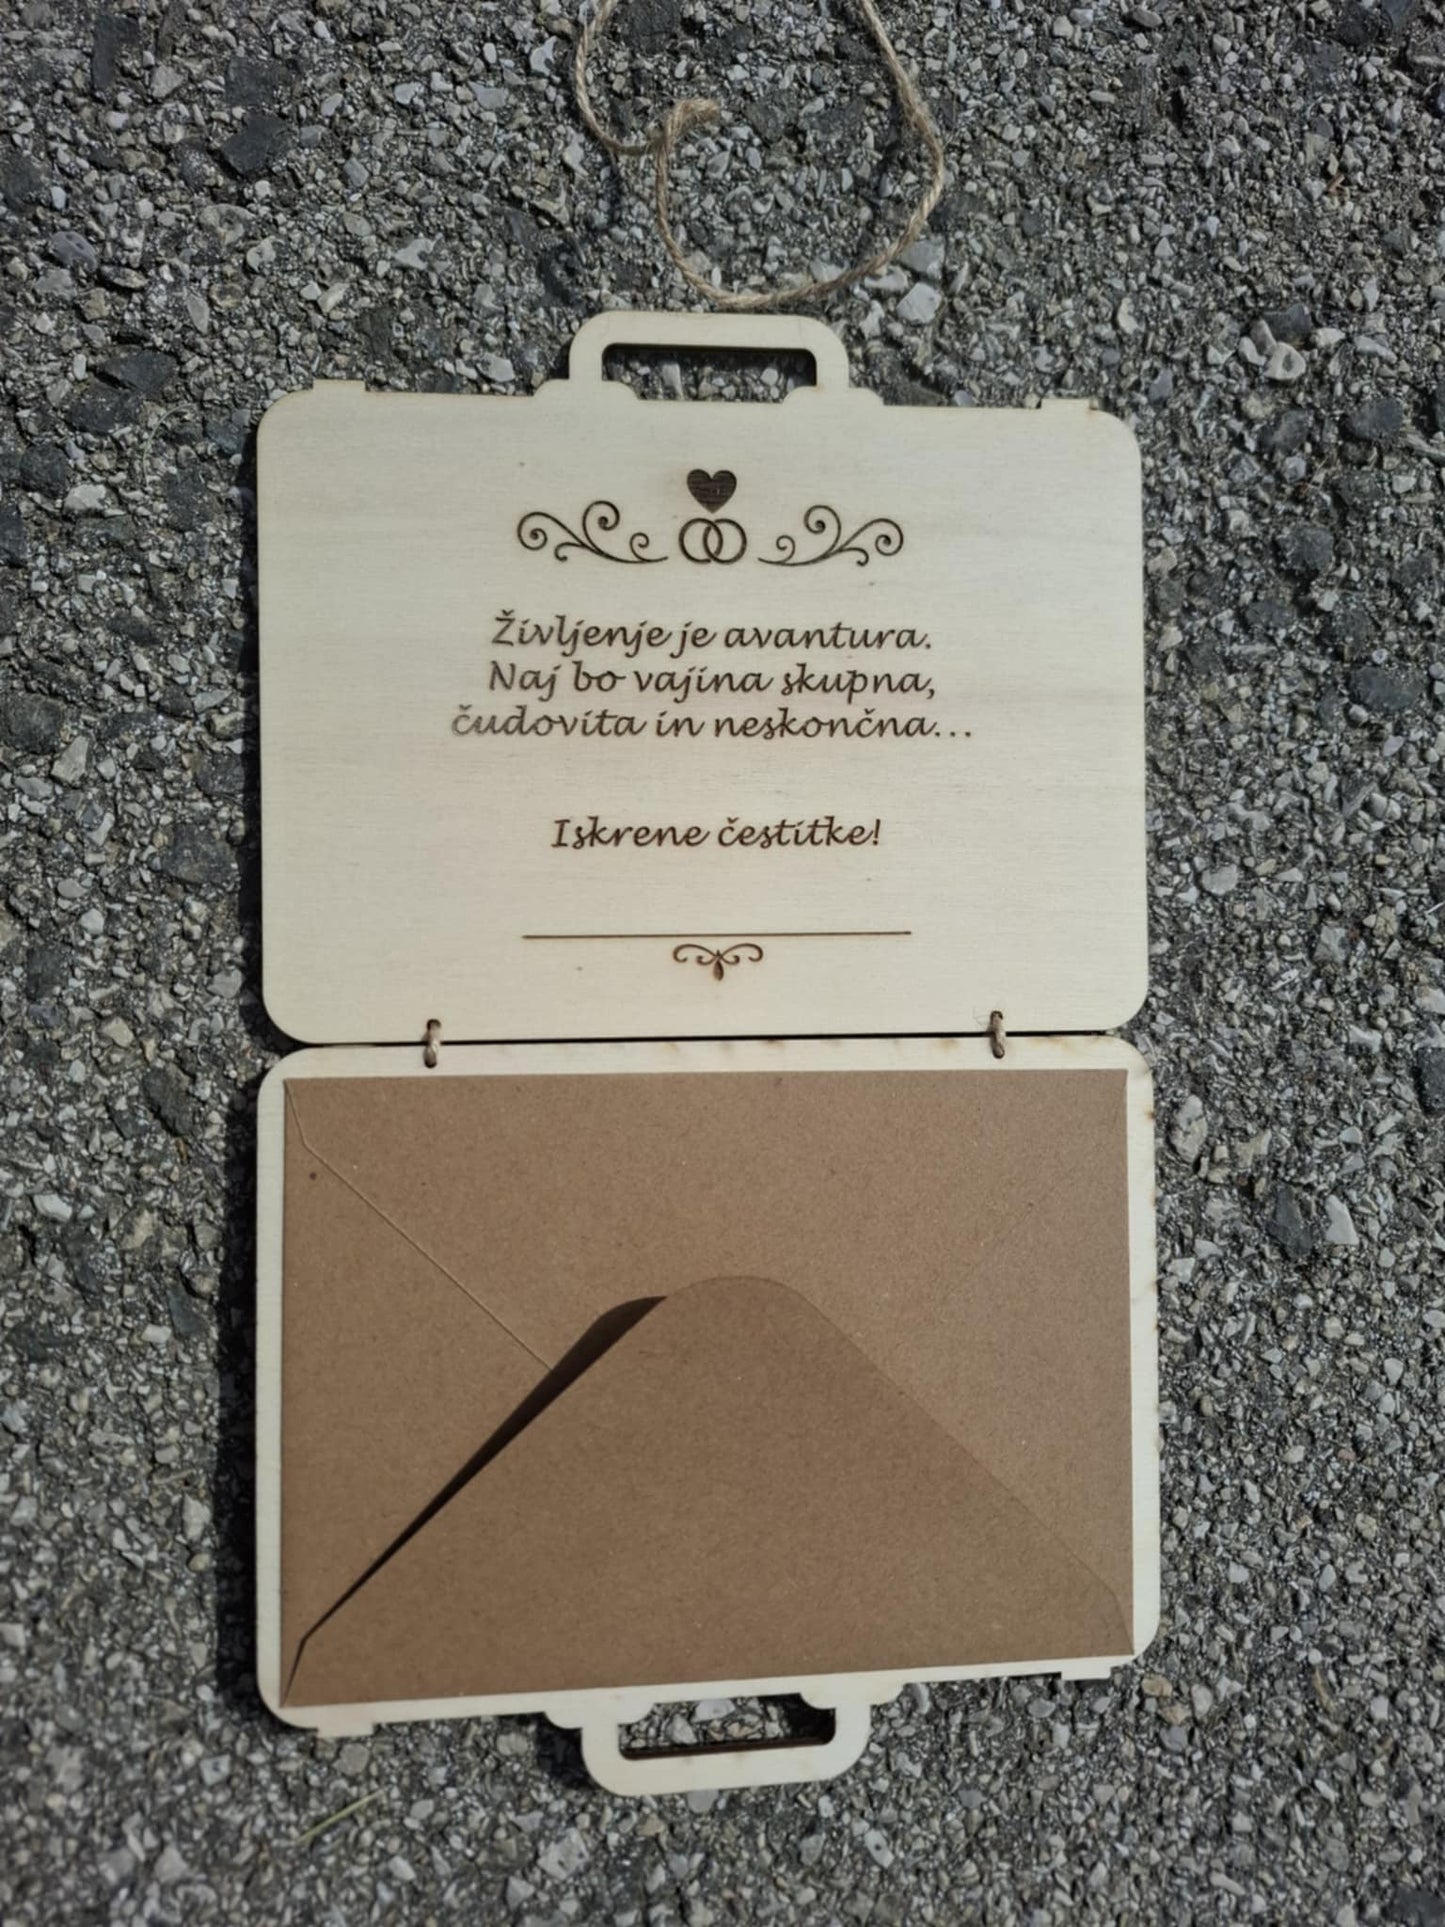 Življenje je avantura.
Naj bo vajina skupna,
čudovita in neskončna...
Iskrene čestitke!